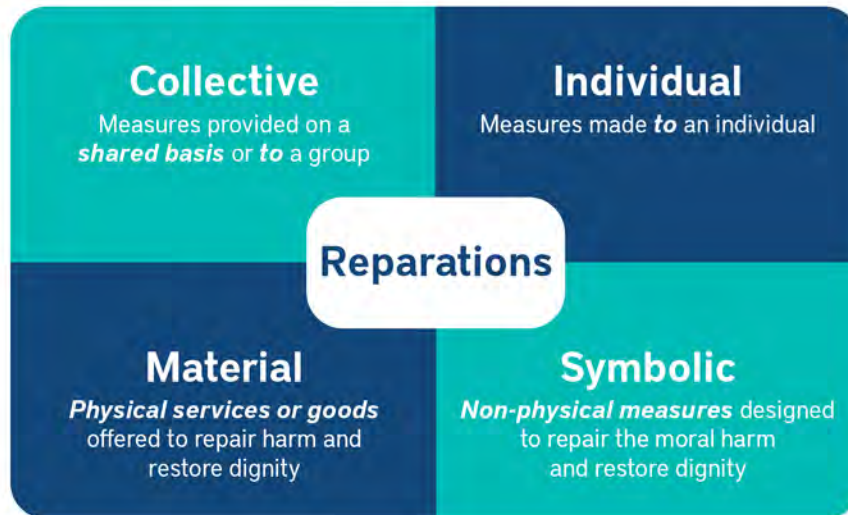 Collective
Measures provided on a
shared basis or to a group
Individual
Measures made to an individual
Reparations
Material
Physical services or goods
offered to repair harm and
restore dignity
Symbolic
Non-physical measures designed
to repair the moral harm
and restore dignity